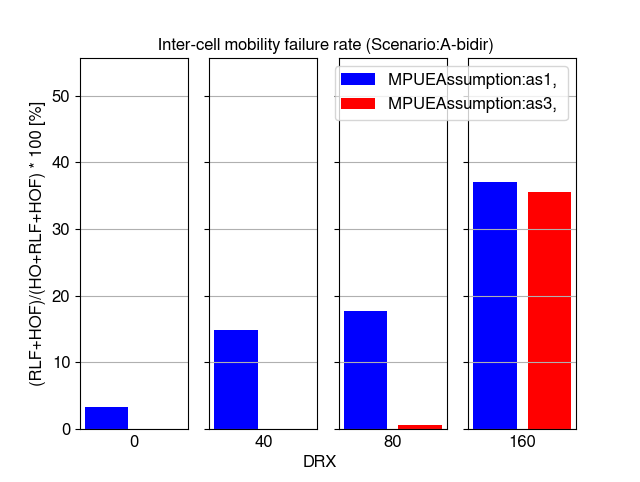 Inter-cell mobility failure rate (Scenario:A-bidir)
MPUEAssumption:as1,
MPUEAssumption:as3,
(RLF+HOF)/(HO+RLF+HOF) * 100 [%]
50
40
30
20
10
0
0
40
80
160
DRX